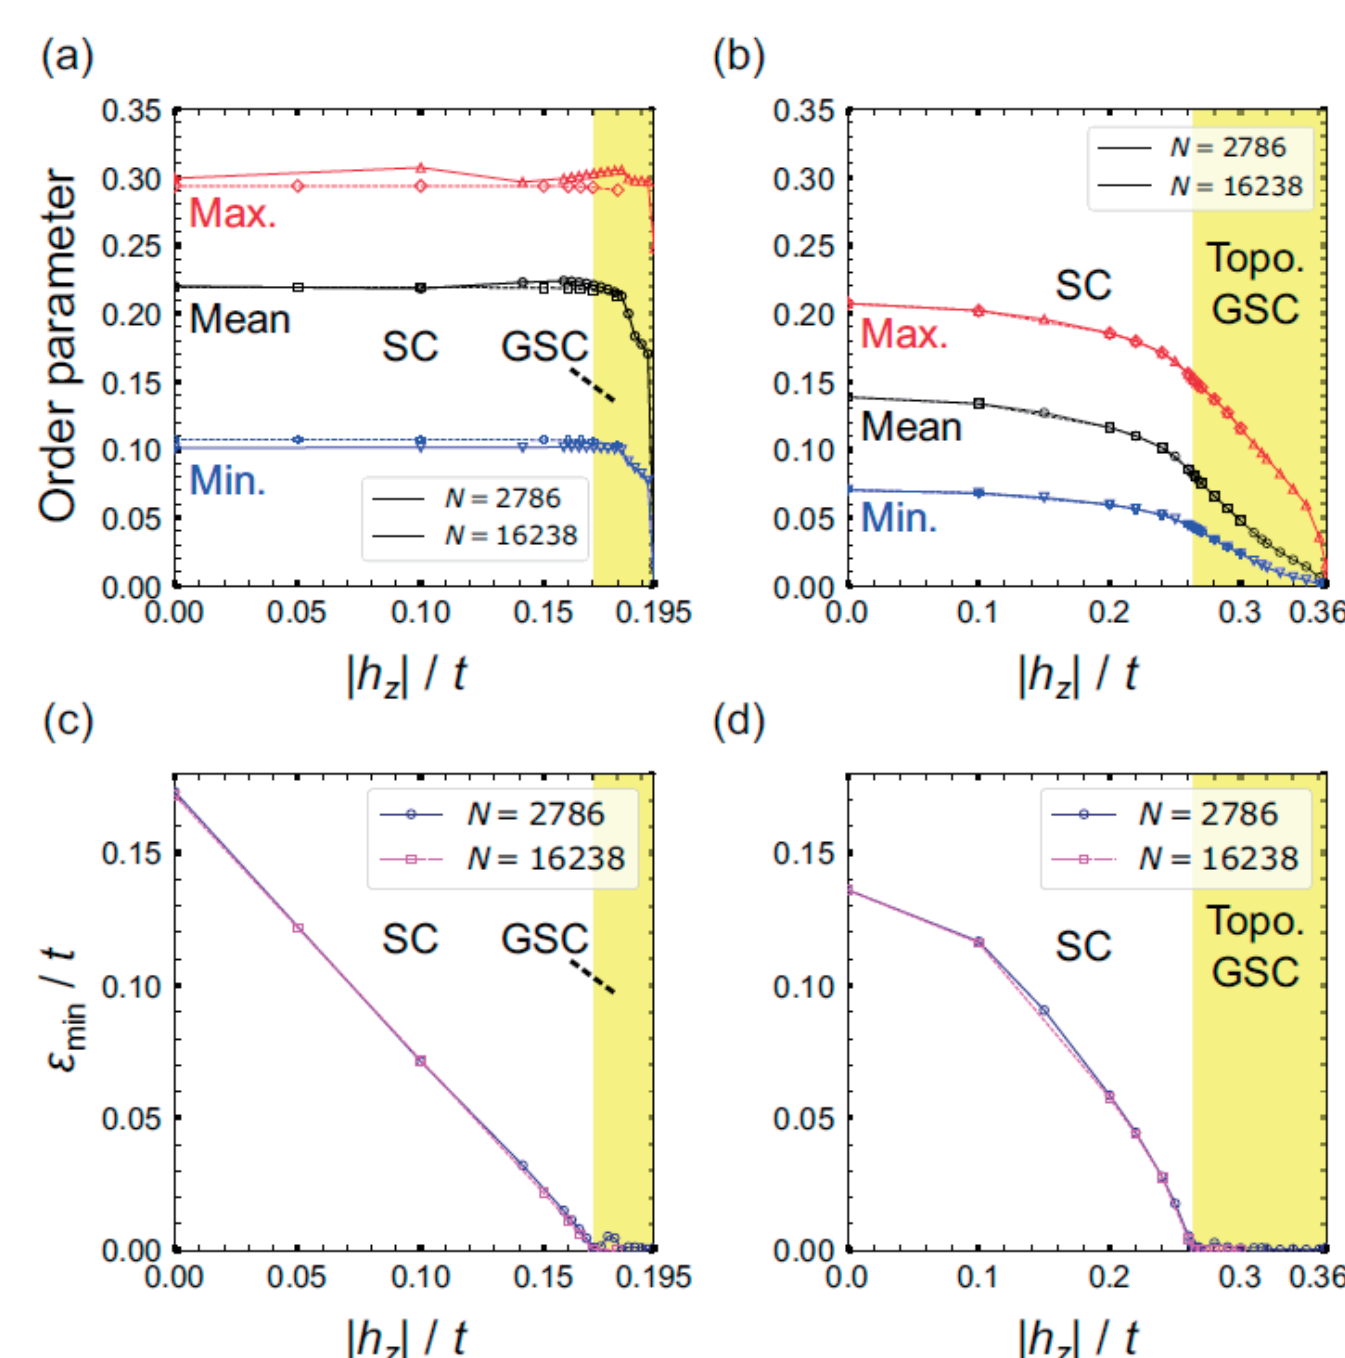 (a)
Order parameter
0.35
0.30
0.25
0.20
0.15
0.10
0.05
0.00
Max.
Mean
SC
GSC
Min.
N = 2786
N = 16238
0.00
0.05
0.10
0.15
0.195
|h_z| / t
(b)
0.35
0.30
0.25
0.20
0.15
0.10
0.05
0.00
N = 2786
N = 16238
Topo.
GSC
SC
Max.
Mean
Min.
0.0
0.1
0.2
0.3
0.36
|h_z| / t
(c)
ε_min / t
0.15
0.10
0.05
0.00
N = 2786
N = 16238
SC
GSC
0.00
0.05
0.10
0.15
0.195
|h_z| / t
(d)
0.15
0.10
0.05
0.00
N = 2786
N = 16238
Topo.
GSC
SC
0.0
0.1
0.2
0.3
0.36
|h_z| / t